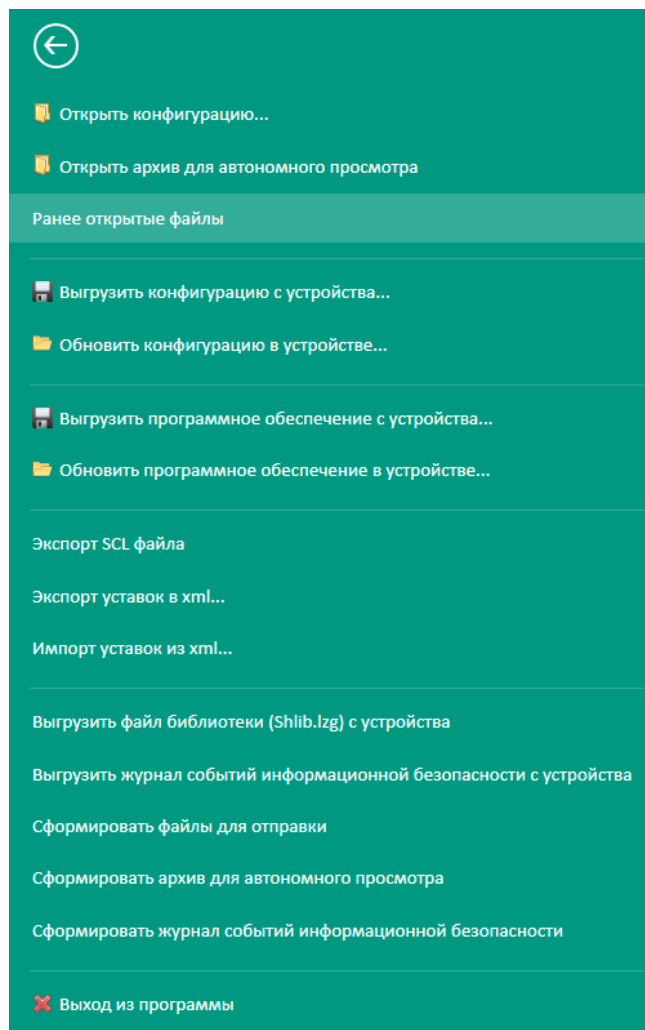 Открыть конфигурацию...
Открыть архив для автономного просмотра
Ранее открытые файлы
Выгрузить конфигурацию с устройства...
Обновить конфигурацию в устройстве...
Выгрузить программное обеспечение с устройства...
Обновить программное обеспечение в устройстве...
Экспорт SCL файла
Экспорт уставок в xml...
Импорт уставок из xml...
Выгрузить файл библиотеки (Shlib.lzg) с устройства
Выгрузить журнал событий информационной безопасности с устройства
Сформировать файлы для отправки
Сформировать архив для автономного просмотра
Сформировать журнал событий информационной безопасности
Выход из программы